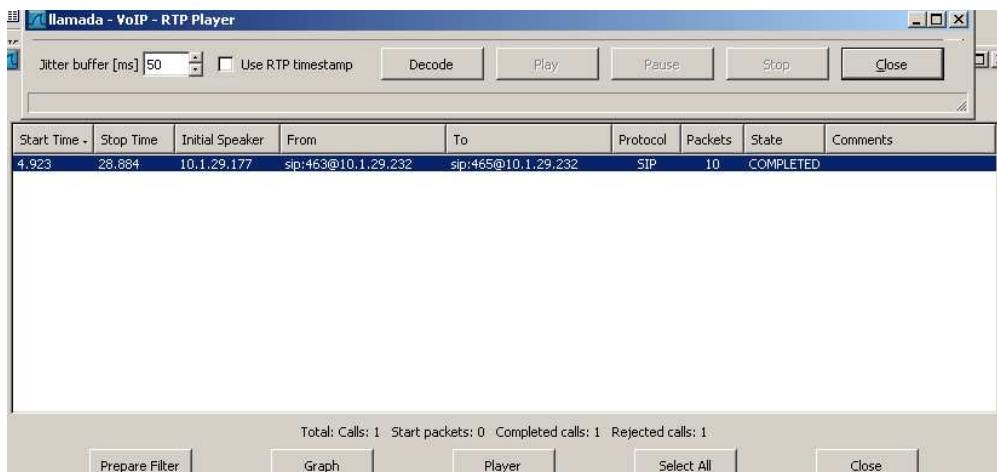 llamada - VoIP - RTP Player
Jitter buffer [ms] 50 Use RTP timestamp Decode Play Pause Stop Close
Start Time Stop Time Initial Speaker From To Protocol Packets State Comments
4.923 28.884 10.1.29.177 sip:463@10.1.29.232 sip:465@10.1.29.232 SIP 10 COMPLETED
Total: Calls: 1 Start packets: 0 Completed calls: 1 Rejected calls: 1
Prepare Filter Graph Player Select All Close